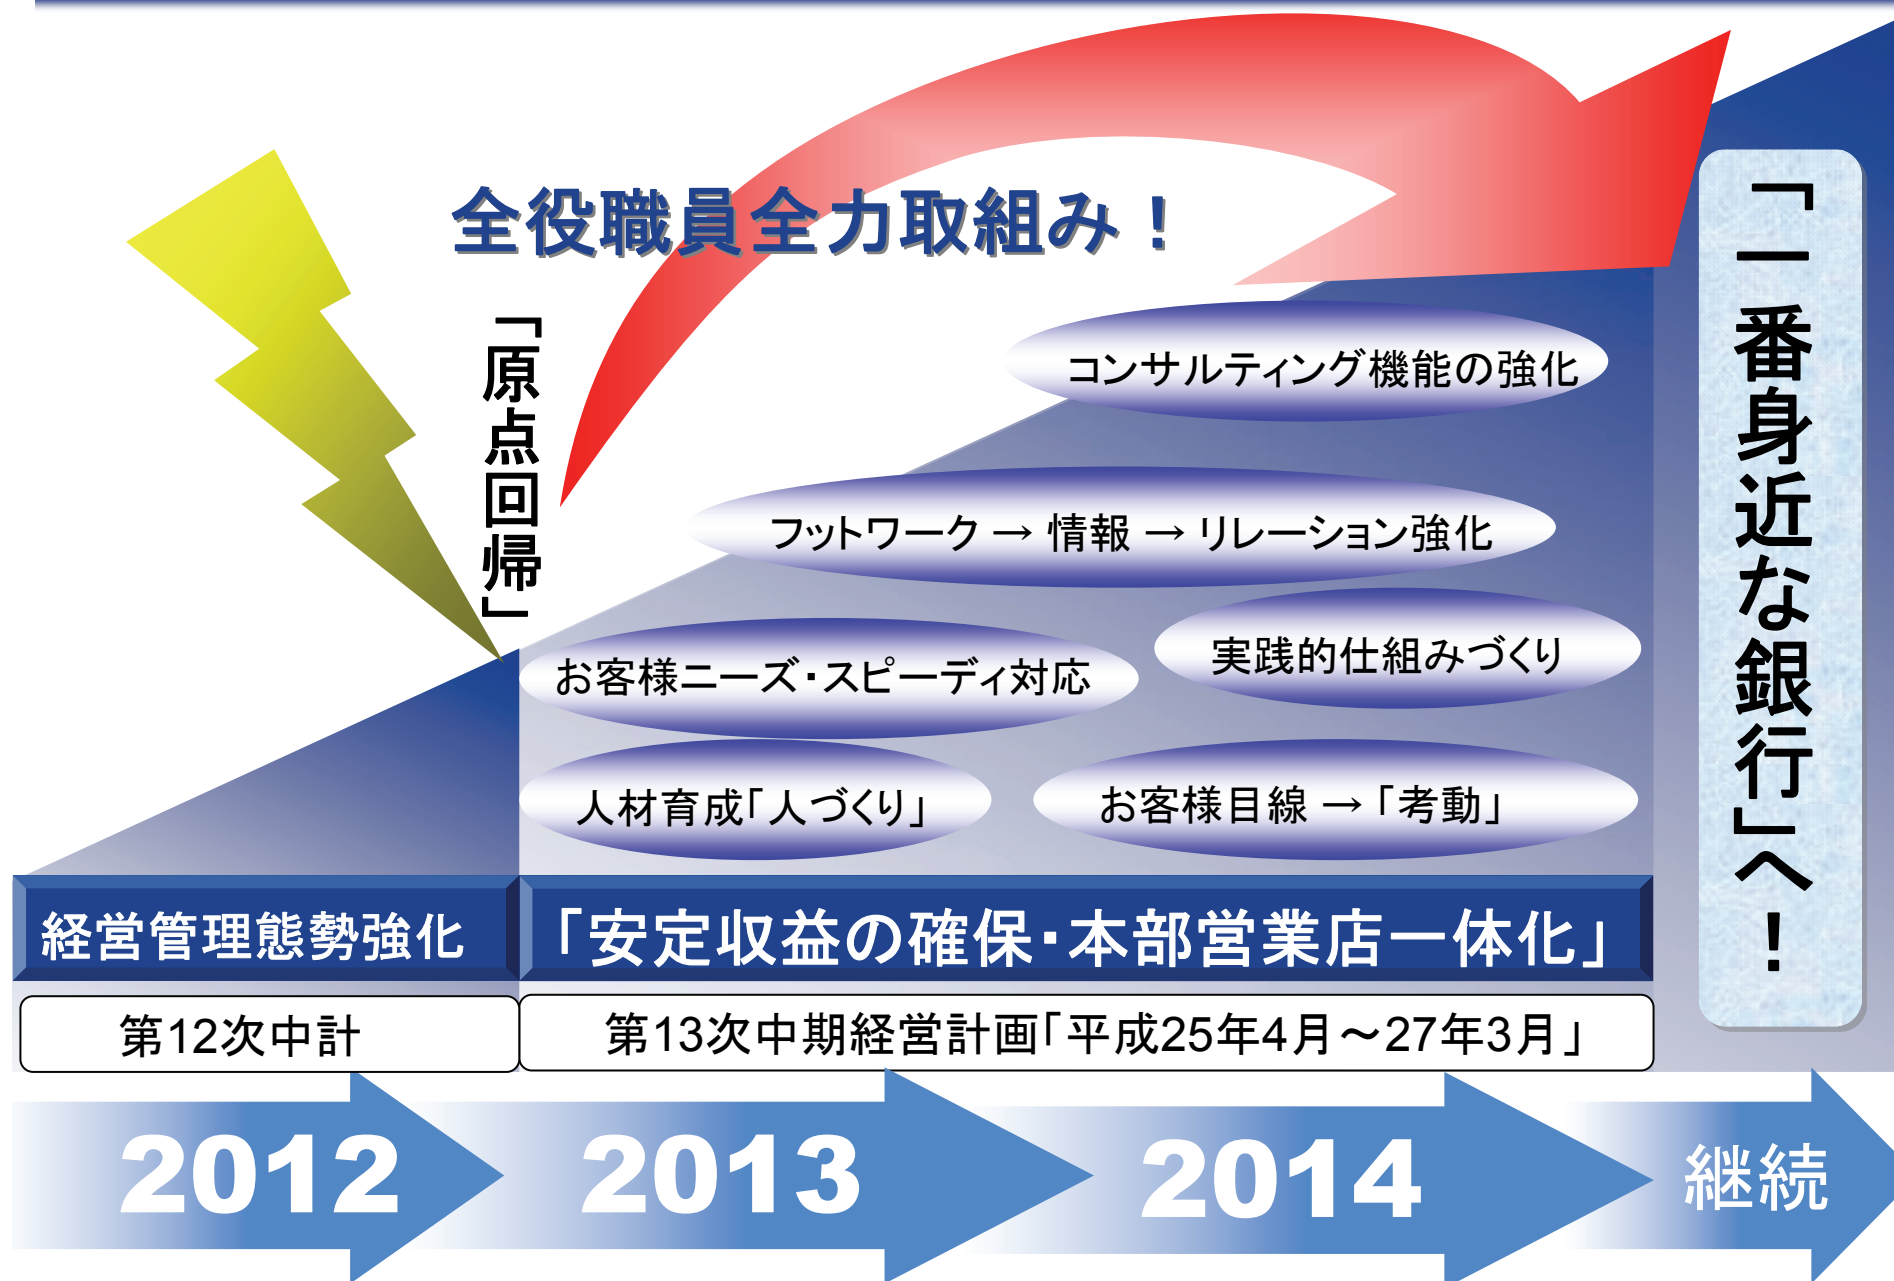 全役職員全力取組み！
「原点回帰」
コンサルティング機能の強化
フットワーク → 情報 → リレーション強化
お客様ニーズ・スピーディ対応
実践的仕組みづくり
人材育成「人づくり」
お客様目線 → 「考動」
「一番身近な銀行」へ！
経営管理態勢強化
「安定収益の確保・本部営業店一体化」
第12次中計
第13次中期経営計画「平成25年4月～27年3月」
2012
2013
2014
継続